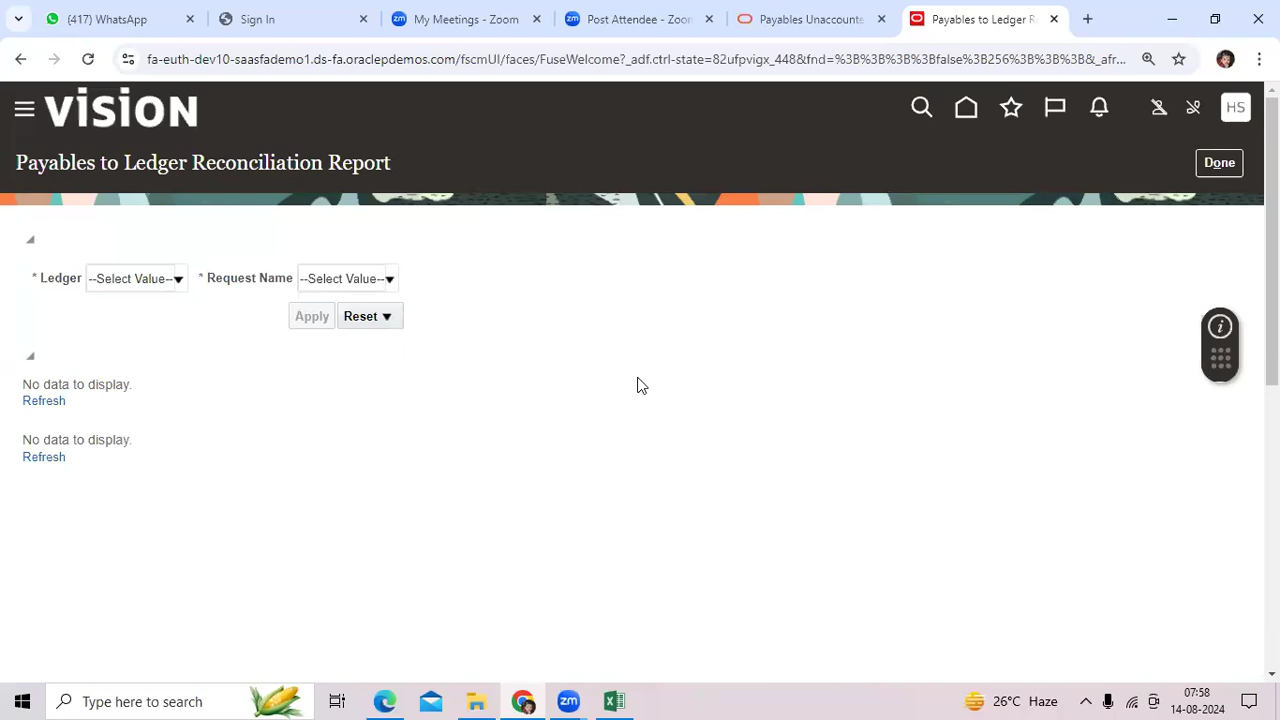 (417) WhatsApp
Sign In
My Meetings - Zoom
Post Attendee - Zoom
Payables Unaccounte
Payables to Ledger R
fa-euth-dev10-saasfademo1.ds-fa.oraclepdemos.com/fscmUI/faces/FuseWelcome?_adf.ctrl-state=82ufpvigx_448&fnd=%3B%3B%3B%3Bfalse%3B256%3B%3B%3B&_afr...
vision
HS
Payables to Ledger Reconciliation Report
Done
* Ledger --Select Value-- * Request Name --Select Value--
Apply Reset
No data to display.
Refresh
No data to display.
Refresh
Type here to search
26°C Haze
07:58
14-08-2024